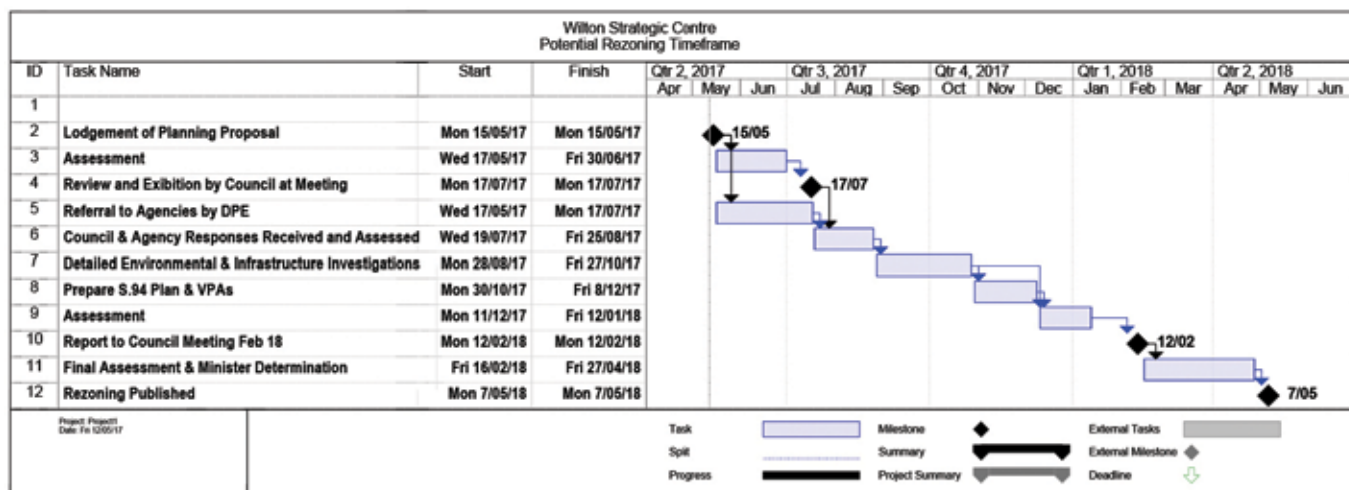 Wilton Strategic Centre
Potential Rezoning Timeframe
ID Task Name Start Finish Qtr 2, 2017 Qtr 3, 2017 Qtr 4, 2017 Qtr 1, 2018 Qtr 2, 2018
Apr May Jun Jul Aug Sep Oct Nov Dec Jan Feb Mar Apr May Jun
1
2 Lodgement of Planning Proposal Mon 15/05/17 Mon 15/05/17 15/05
3 Assessment Wed 17/05/17 Fri 30/06/17
4 Review and Exibition by Council at Meeting Mon 17/07/17 Mon 17/07/17 17/07
5 Referral to Agencies by DPE Wed 17/05/17 Mon 17/07/17
6 Council & Agency Responses Received and Assessed Wed 19/07/17 Fri 25/08/17
7 Detailed Environmental & Infrastructure Investigations Mon 28/08/17 Fri 27/10/17
8 Prepare S.94 Plan & VPAs Mon 30/10/17 Fri 8/12/17
9 Assessment Mon 11/12/17 Fri 12/01/18
10 Report to Council Meeting Feb 18 Mon 12/02/18 Mon 12/02/18 12/02
11 Final Assessment & Minister Determination Fri 16/02/18 Fri 27/04/18
12 Rezoning Published Mon 7/05/18 Mon 7/05/18 7/05
Project: Project1
Date: Fri 12/05/17
Task Milestone External Tasks
Split Summary External Milestone
Progress Project Summary Deadline